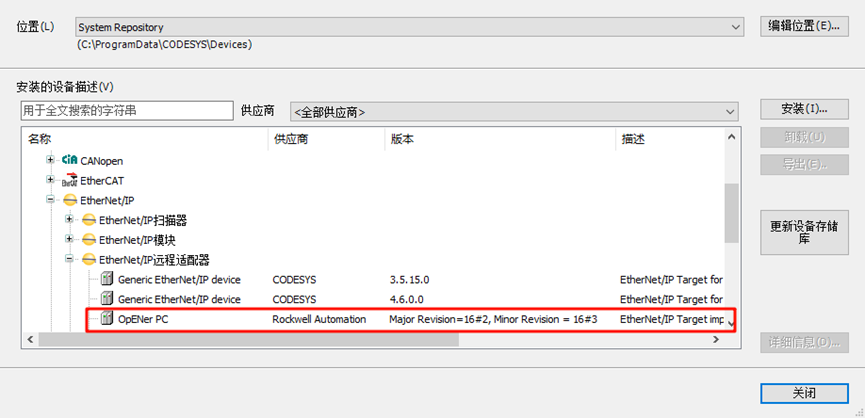 位置(L) System Repository 编辑位置(E)...
(C:\ProgramData\CODESYS\Devices)
安装的设备描述(V)
用于全文搜索的字符串 供应商 <全部供应商> 安装(I)...
名称 供应商 版本 描述 卸载(U)
CANopen 导出(E)...
EtherCAT
EtherNet/IP
EtherNet/IP扫描器 更新设备存储
EtherNet/IP模块 库
EtherNet/IP远程适配器
Generic EtherNet/IP device CODESYS 3.5.15.0 EtherNet/IP Target for
Generic EtherNet/IP device CODESYS 4.6.0.0 EtherNet/IP Target for
OpENer PC Rockwell Automation Major Revision=16#2, Minor Revision = 16#3 EtherNet/IP Target imp
详细信息(D)...
关闭